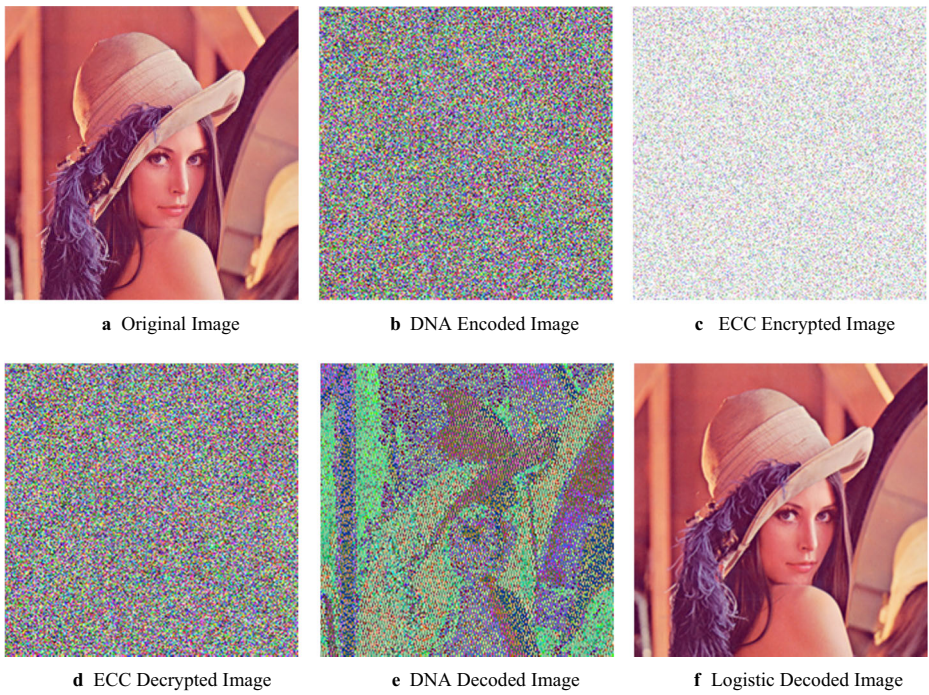 a Original Image
b DNA Encoded Image
c ECC Encrypted Image
d ECC Decrypted Image
e DNA Decoded Image
f Logistic Decoded Image